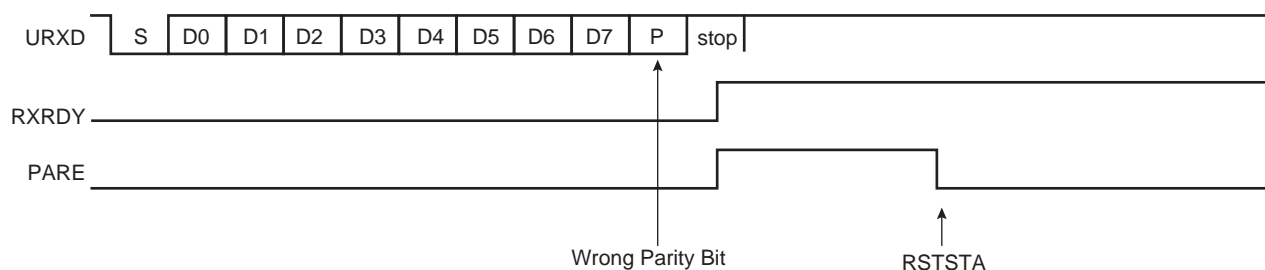 URXD S D0 D1 D2 D3 D4 D5 D6 D7 P stop
RXRDY
PARE
Wrong Parity Bit RSTSTA